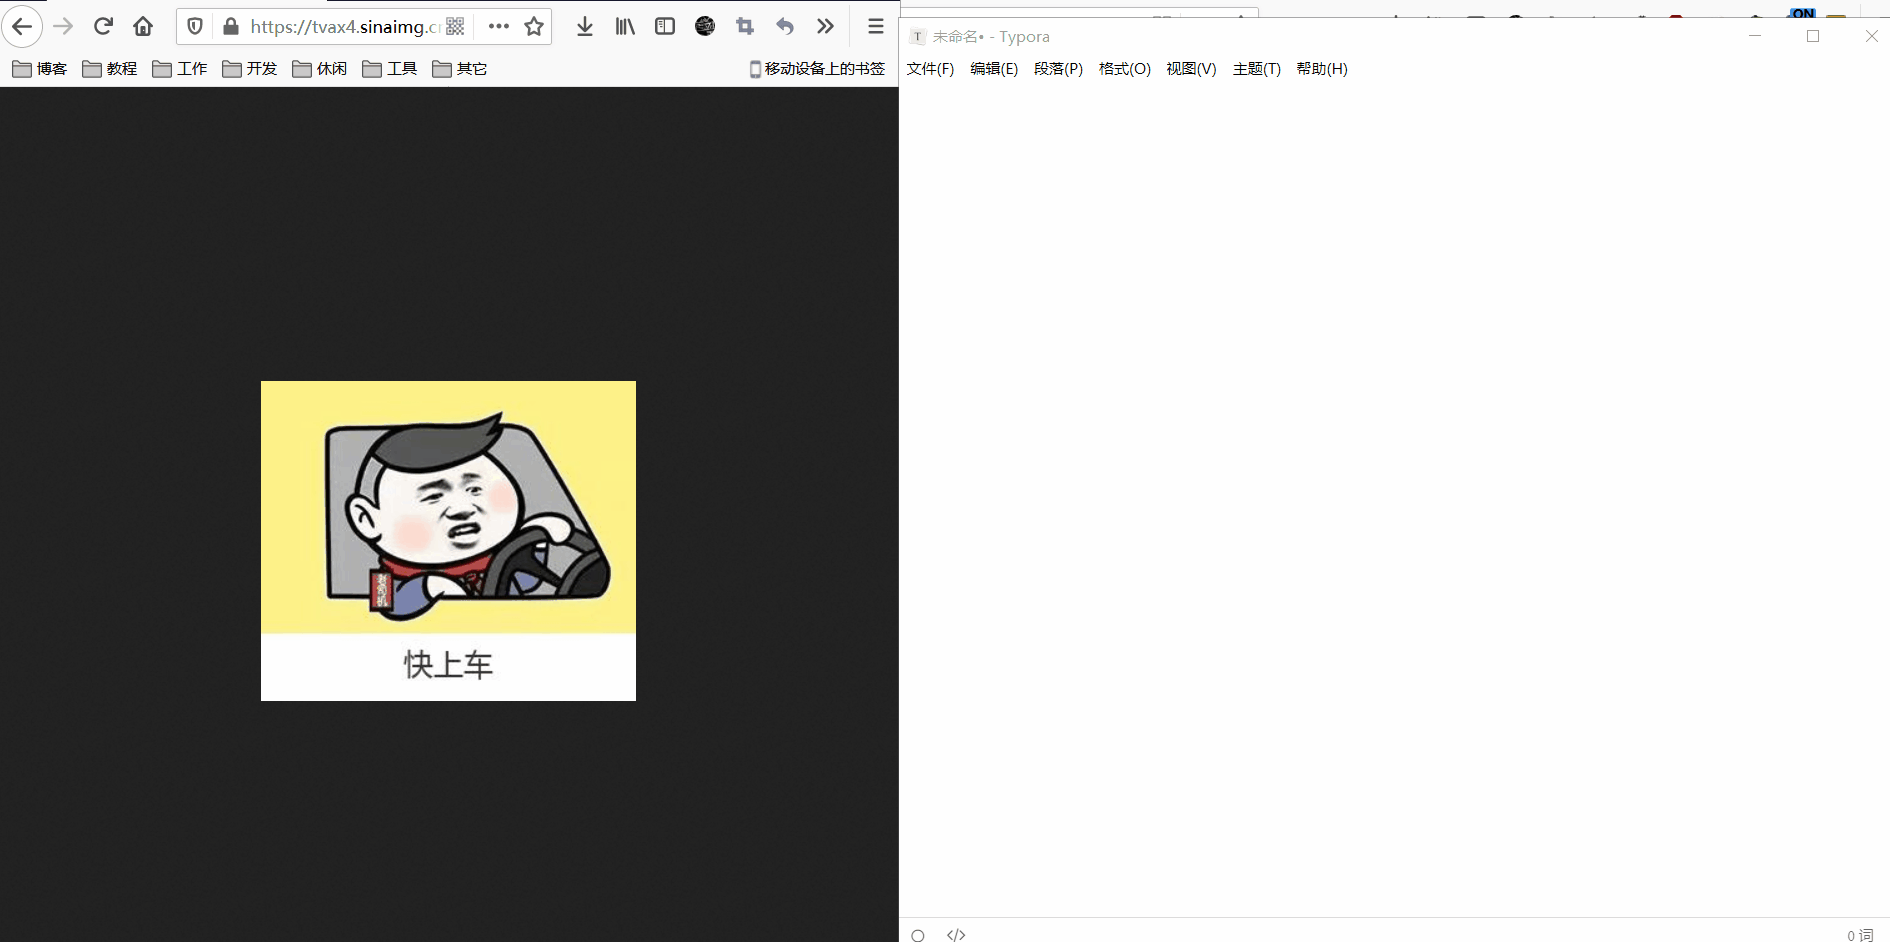 https://tvax4.sinaimg.c
博客 教程 工作 开发 休闲 工具 其它 移动设备上的书签
快上车
ON
T 未命名• - Typora
文件(F) 编辑(E) 段落(P) 格式(O) 视图(V) 主题(T) 帮助(H)
0 词